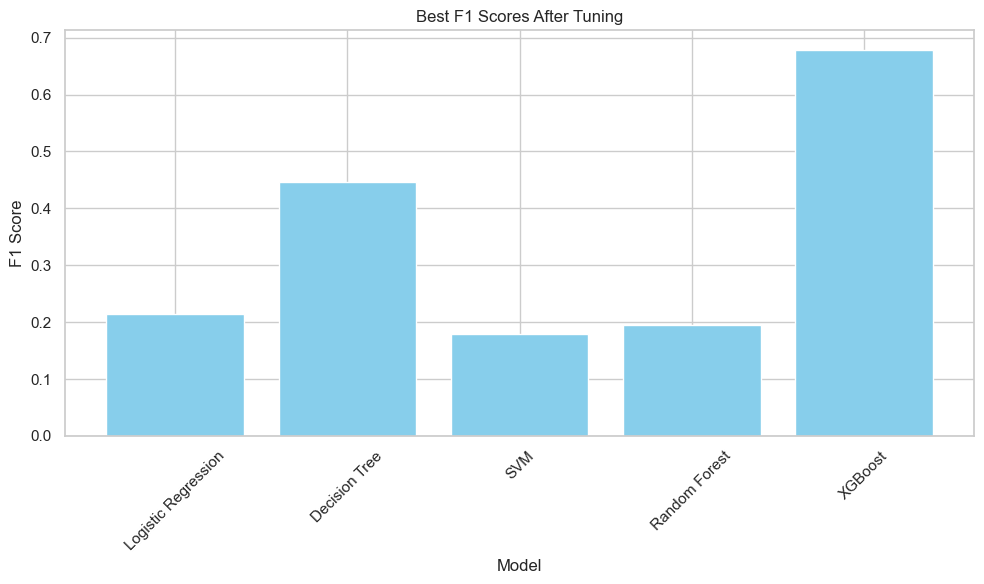 Best F1 Scores After Tuning
F1 Score
0.7
0.6
0.5
0.4
0.3
0.2
0.1
0.0
Logistic Regression
Decision Tree
SVM
Random Forest
XGBoost
Model